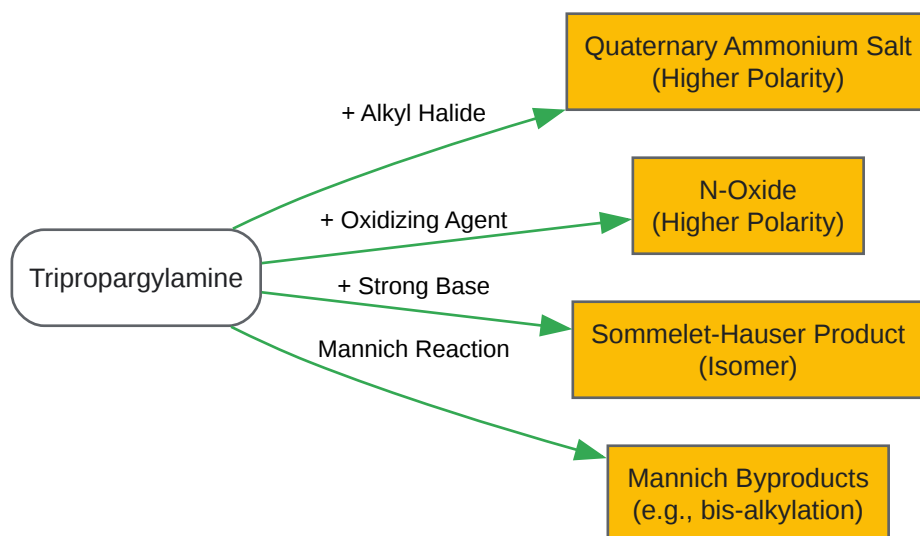 Quaternary Ammonium Salt
(Higher Polarity)
+ Alkyl Halide
N-Oxide
(Higher Polarity)
+ Oxidizing Agent
Tripropargylamine
+ Strong Base
Sommelet-Hauser Product
(Isomer)
Mannich Reaction
Mannich Byproducts
(e.g., bis-alkylation)